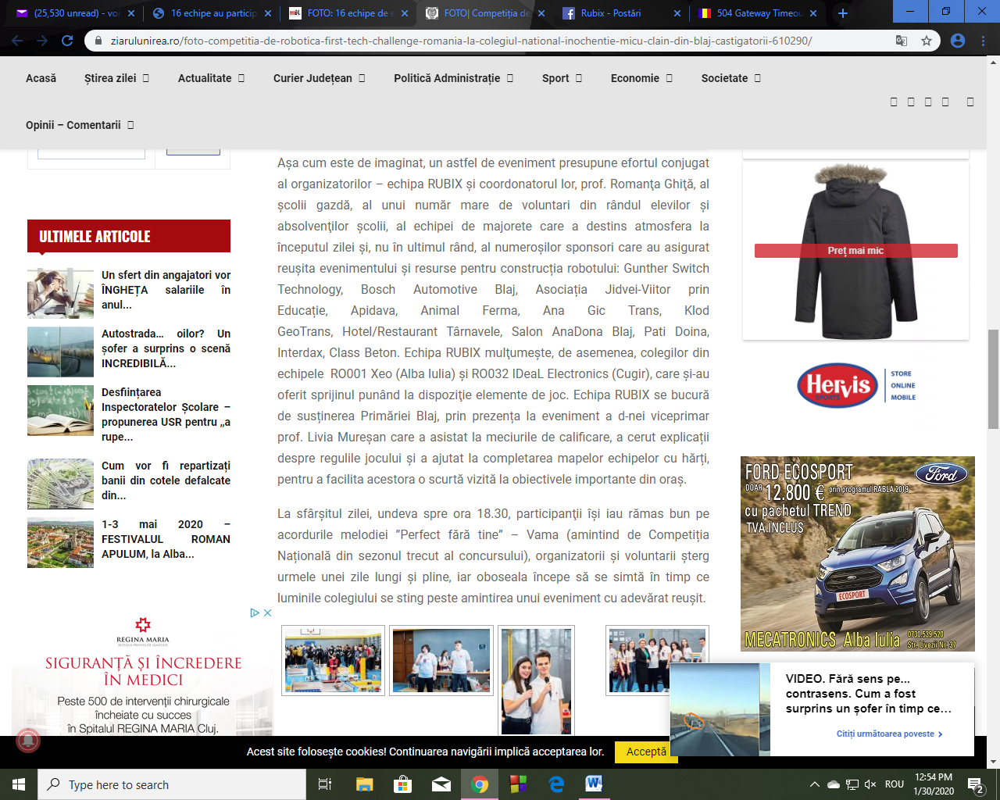 (25,530 unread) - 
16 echipe au particip
FOTO: 16 echipe de 
FOTO| Competiția de
Rubix - Postări
504 Gateway Timeou
ziarulunirea.ro/foto-competitia-de-robotica-first-tech-challenge-romania-la-colegiul-national-inochentie-micu-clain-din-blaj-castigatorii-610290/
Acasă
Știrea zilei
Actualitate
Curier Județean
Politică Administrație
Sport
Economie
Societate
Opinii – Comentarii
ULTIMELE ARTICOLE
Un sfert din angajatori vor
ÎNGHEȚA salariile în
anul...
Autostrada… oilor? Un
șofer a surprins o scenă
INCREDIBILĂ...
Desființarea
Inspectoratelor Școlare –
propunerea USR pentru „a
rupe...
Cum vor fi repartizați
banii din cotele defalcate
din...
1-3 mai 2020 –
FESTIVALUL ROMAN
APULUM, la Alba...
REGINA MARIA
SIGURANȚĂ ȘI ÎNCREDERE
ÎN MEDICI
Peste 500 de intervenții chirurgicale
încheiate cu succes
în Spitalul REGINA MARIA Cluj.
Așa cum este de imaginat, un astfel de eveniment presupune efortul conjugat
al organizatorilor – echipa RUBIX și coordonatorul lor, prof. Romanţa Ghiţă, al
școlii gazdă, al unui număr mare de voluntari din rândul elevilor și
absolvenţilor școlii, al echipei de majorete care a destins atmosfera la
începutul zilei și, nu în ultimul rând, al numeroșilor sponsori care au asigurat
reușita evenimentului și resurse pentru construcția robotului: Gunther Switch
Technology, Bosch Automotive Blaj, Asociația Jidvei-Viitor prin
Educație, Apidava, Animal Ferma, Ana Gic Trans, Klod
GeoTrans, Hotel/Restaurant Târnavele, Salon AnaDona Blaj, Pati Doina,
Interdax, Class Beton. Echipa RUBIX mulţumește, de asemenea, colegilor din
echipele RO001 Xeo (Alba Iulia) și RO032 IDeaL Electronics (Cugir), care și-au
oferit sprijinul punând la dispoziţie elemente de joc. Echipa RUBIX se bucură
de susținerea Primăriei Blaj, prin prezența la eveniment a d-nei viceprimar
prof. Livia Mureșan care a asistat la meciurile de calificare, a cerut explicații
despre regulile jocului și a ajutat la completarea mapelor echipelor cu hărți,
pentru a facilita acestora o scurtă vizită la obiectivele importante din oraș.
La sfârșitul zilei, undeva spre ora 18.30, participanţii își iau rămas bun pe
acordurile melodiei ”Perfect fără tine” – Vama (amintind de Competiția
Națională din sezonul trecut al concursului), organizatorii și voluntarii șterg
urmele unei zile lungi și pline, iar oboseala începe să se simtă în timp ce
luminile colegiului se sting peste amintirea unui eveniment cu adevărat reușit.
Preț mai mic
Hervis
SPORTS
STORE
ONLINE
MOBILE
FORD ECOSPORT
DOAR 12.800 € prin programul RABLA 2019
cu pachetul TREND
TVA INCLUS
Ford
ECOSPORT
MECATRONICS Alba Iulia
0730.539.520
Str. Livezii Nr. 37
VIDEO. Fără sens pe...
contrasens. Cum a fost
surprins un șofer în timp ce...
Citiți următoarea poveste
Acest site folosește cookies! Continuarea navigării implică acceptarea lor.
Acceptă
Type here to search
ROU
12:54 PM
1/30/2020
2